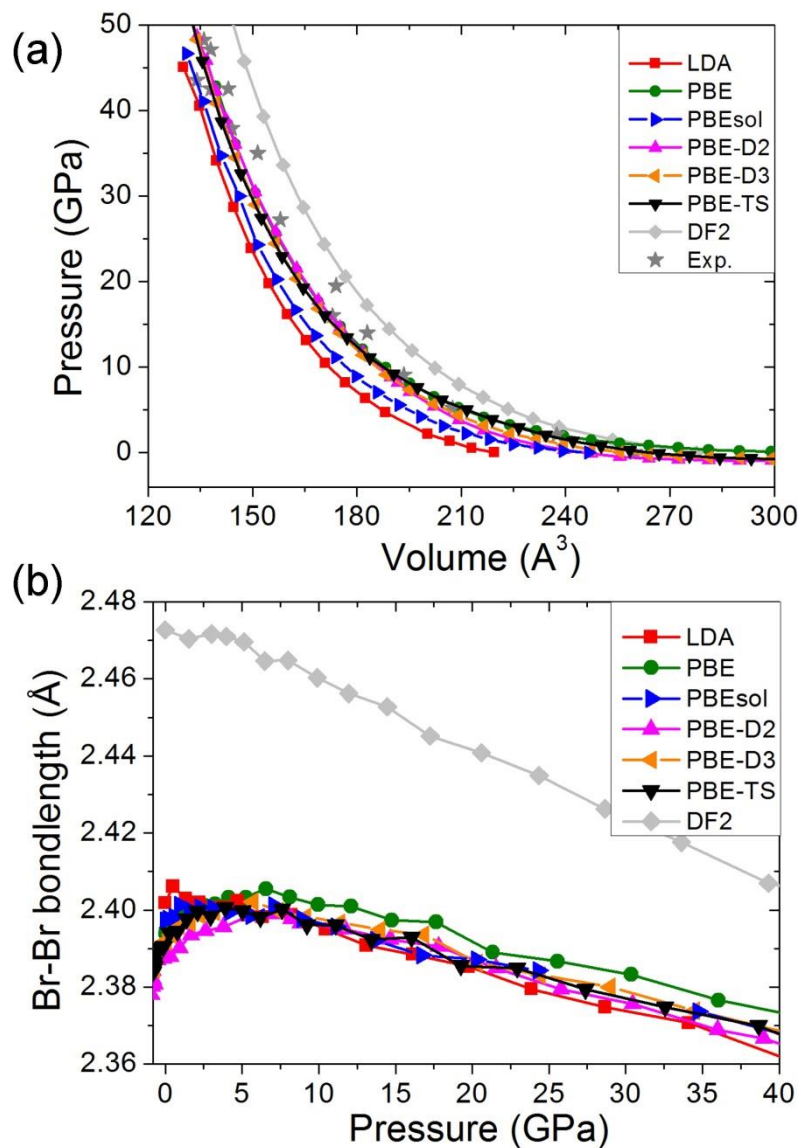 (a)
50
40
30
20
10
0
Pressure (GPa)
LDA
PBE
PBEsol
PBE-D2
PBE-D3
PBE-TS
DF2
Exp.
120 150 180 210 240 270 300
Volume (A³)
(b)
2.48
2.46
2.44
2.42
2.40
2.38
2.36
Br-Br bondlength (Å)
LDA
PBE
PBEsol
PBE-D2
PBE-D3
PBE-TS
DF2
0 5 10 15 20 25 30 35 40
Pressure (GPa)